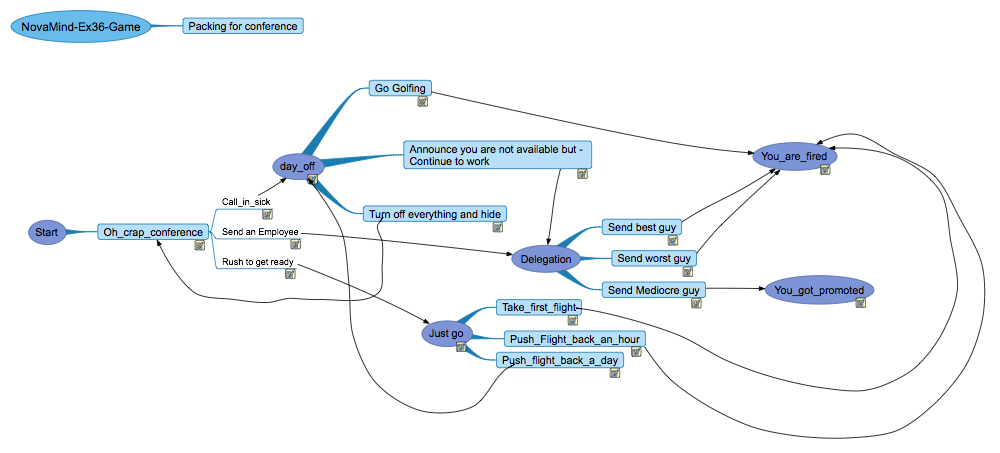 NovaMind-Ex36-Game
Packing for conference
Go Golfing
Announce you are not available but -
Continue to work
You_are_fired
day_off
Call_in_sick
Turn off everything and hide
Start
Oh_crap_conference
Send an Employee
Send best guy
Delegation
Send worst guy
Rush to get ready
Send Mediocre guy
You_got_promoted
Take_first_flight
Just go
Push_Flight_back_an_hour
Push_flight_back_a_day